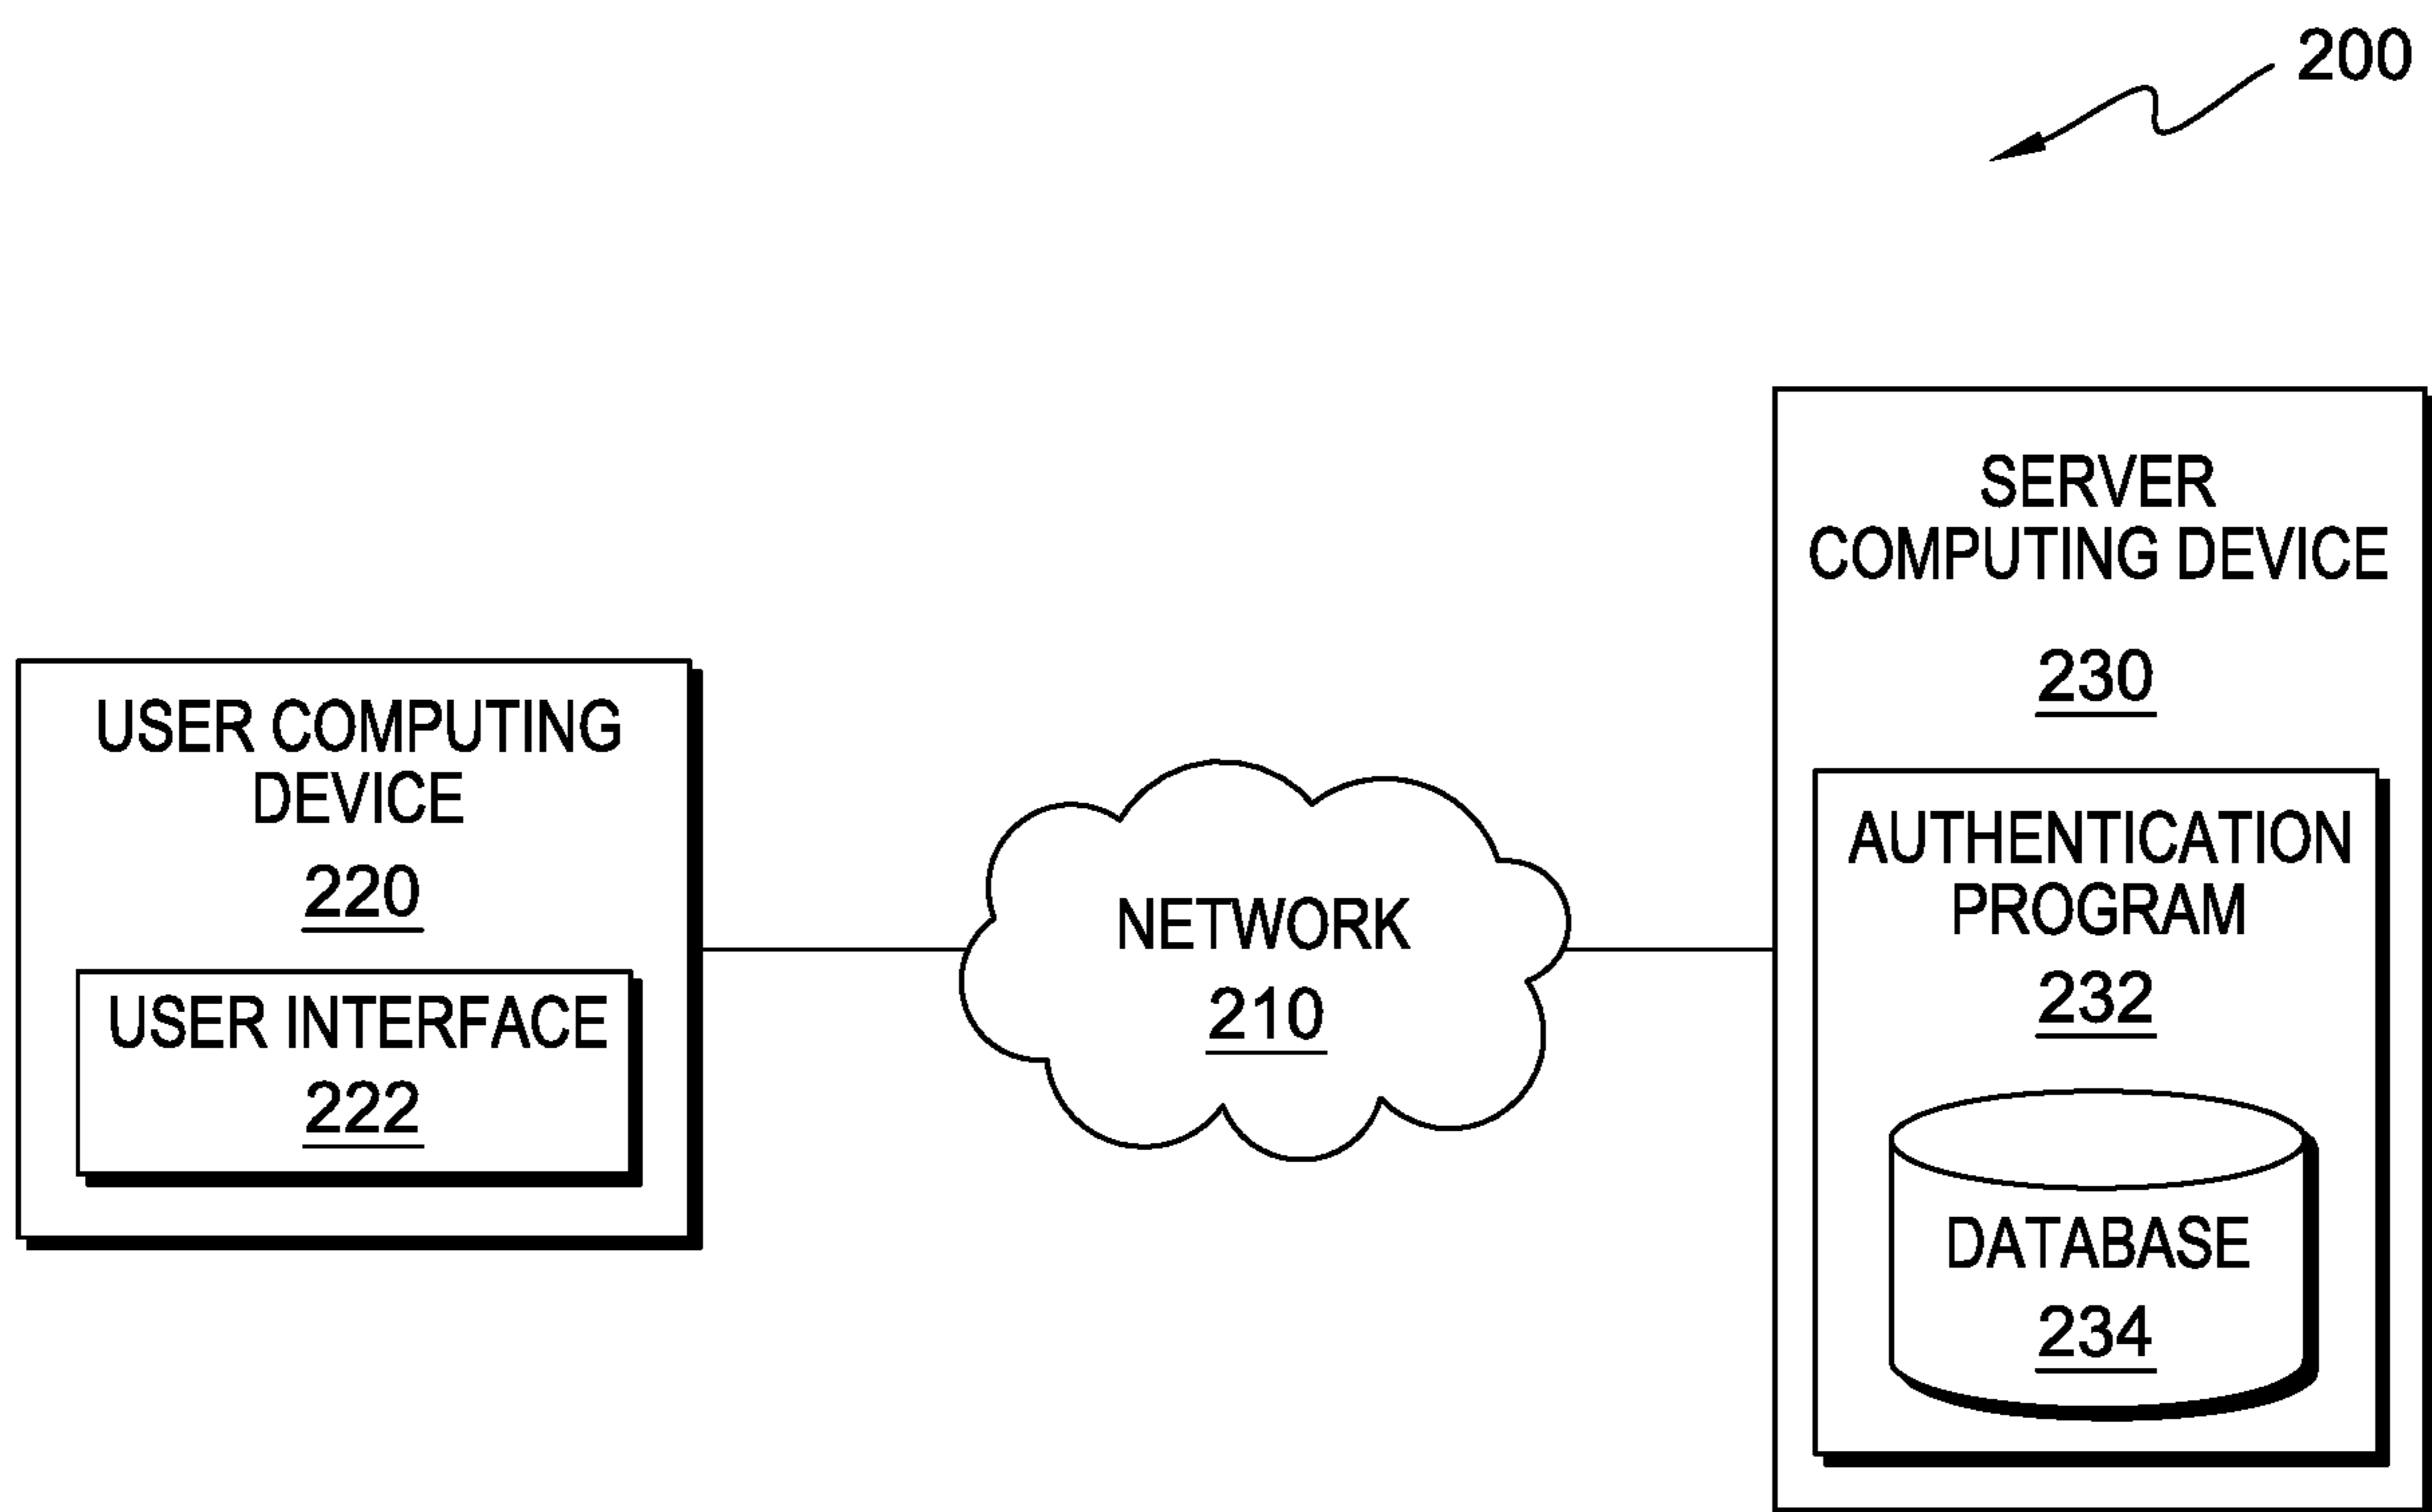 200
USER COMPUTING
DEVICE
220
USER INTERFACE
222
NETWORK
210
SERVER
COMPUTING DEVICE
230
AUTHENTICATION
PROGRAM
232
DATABASE
234